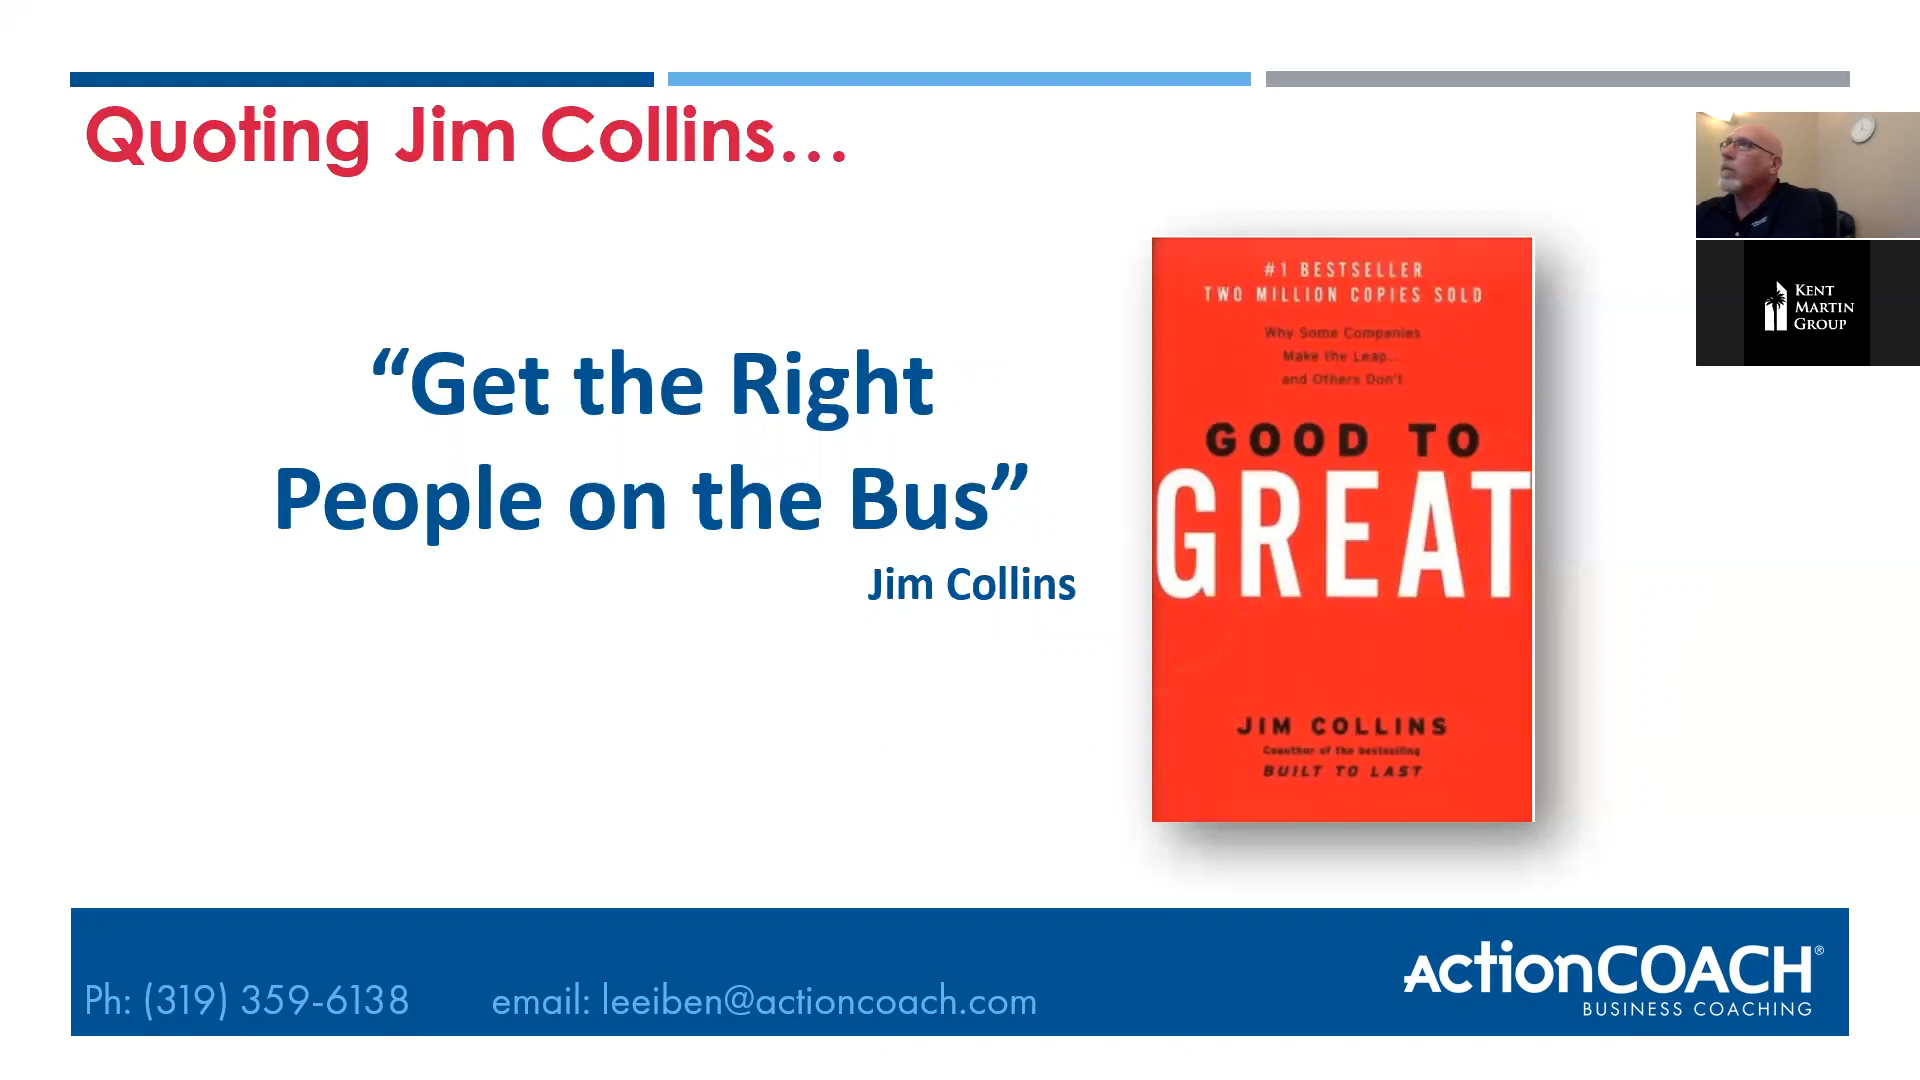 Quoting Jim Collins...
“Get the Right
People on the Bus”
Jim Collins
#1 BESTSELLER
TWO MILLION COPIES SOLD
Why Some Companies
Make the Leap...
and Others Don't
GOOD TO
GREAT
JIM COLLINS
Coauthor of the bestselling
BUILT TO LAST
KENT
MARTIN
GROUP
Ph: (319) 359-6138 email: leeiben@actioncoach.com
ActionCOACH®
BUSINESS COACHING